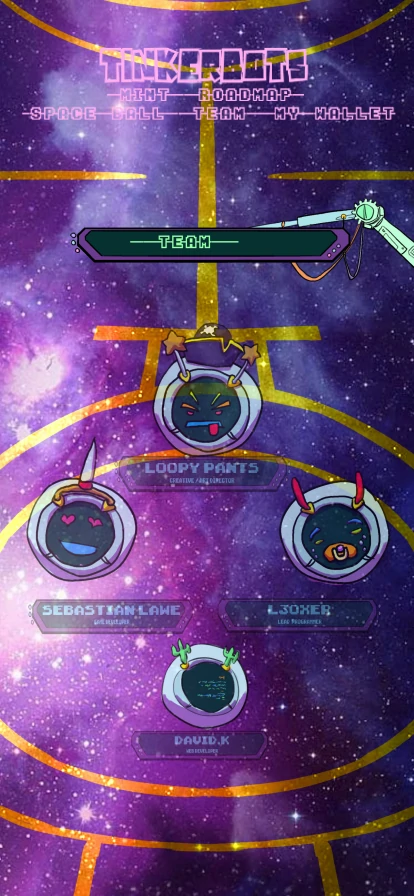 TINKERBOTS
MINT ROADMAP
SPACE BALL TEAM MY WALLET
TEAM
LOOPY PANTS
SEBASTIAN LAWE
L3OXER
LEAD PROGRAMMER
DAVID.K